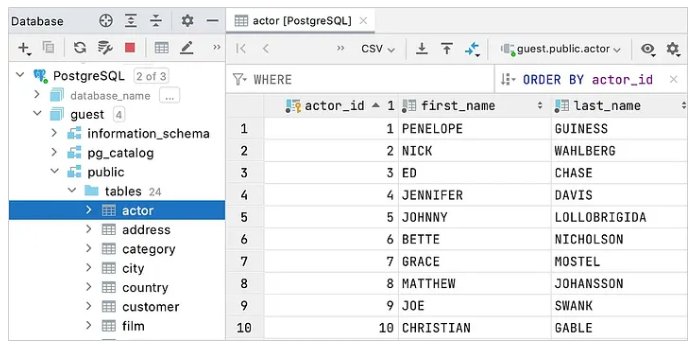 Database
actor [PostgreSQL]
CSV
guest.public.actor
PostgreSQL 2 of 3
WHERE
ORDER BY actor_id
database_name ...
guest 4
information_schema
pg_catalog
public
tables 24
actor
address
category
city
country
customer
film
actor_id 1 first_name last_name
1 1 PENELOPE GUINESS
2 2 NICK WAHLBERG
3 3 ED CHASE
4 4 JENNIFER DAVIS
5 5 JOHNNY LOLLOBRIGIDA
6 6 BETTE NICHOLSON
7 7 GRACE MOSTEL
8 8 MATTHEW JOHANSSON
9 9 JOE SWANK
10 10 CHRISTIAN GABLE